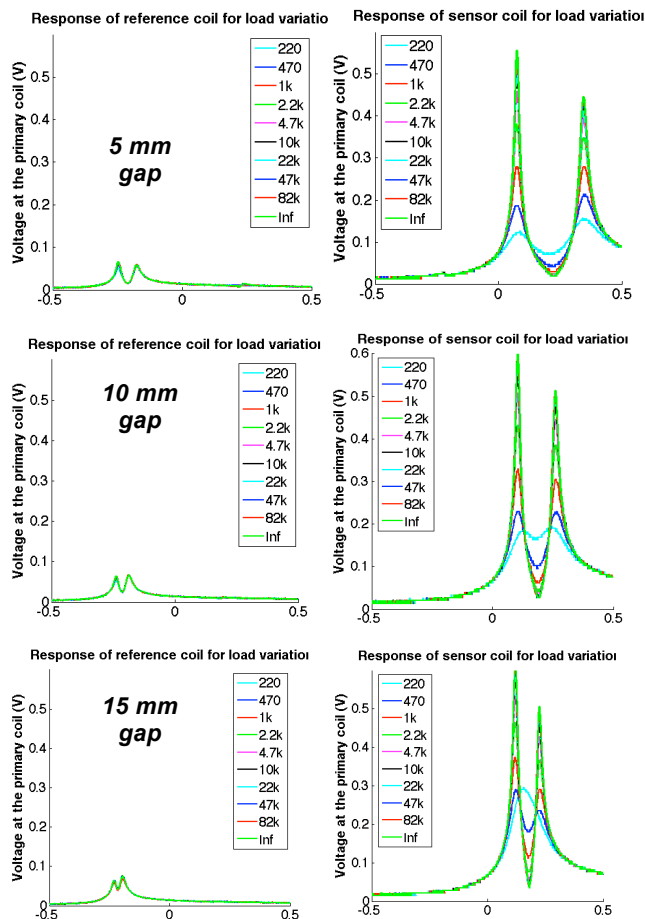 Response of reference coil for load variatio
Voltage at the primary coil (V)
0.5
0.4
0.3
0.2
0.1
0
-0.5
0
0.5
5 mm
gap
220
470
1k
2.2k
4.7k
10k
22k
47k
82k
Inf
Response of sensor coil for load variation
Voltage at the primary coil (V)
0.6
0.5
0.4
0.3
0.2
0.1
0
-0.5
0
0.5
220
470
1k
2.2k
4.7k
10k
22k
47k
82k
Inf
Response of reference coil for load variation
Voltage at the primary coil (V)
0.5
0.4
0.3
0.2
0.1
0
-0.5
0
0.5
10 mm
gap
220
470
1k
2.2k
4.7k
10k
22k
47k
82k
Inf
Response of sensor coil for load variation
Voltage at the primary coil (V)
0.6
0.5
0.4
0.3
0.2
0.1
0
-0.5
0
0.5
220
470
1k
2.2k
4.7k
10k
22k
47k
82k
Inf
Response of reference coil for load variation
Voltage at the primary coil (V)
0.5
0.4
0.3
0.2
0.1
0
-0.5
0
0.5
15 mm
gap
220
470
1k
2.2k
4.7k
10k
22k
47k
82k
Inf
Response of sensor coil for load variation
Voltage at the primary coil (V)
0.5
0.4
0.3
0.2
0.1
0
-0.5
0
0.5
220
470
1k
2.2k
4.7k
10k
22k
47k
82k
Inf